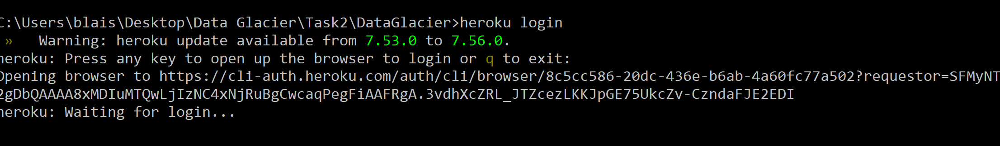 C:\Users\blais\Desktop\Data Glacier\Task2\DataGlacier>heroku login
»   Warning: heroku update available from 7.53.0 to 7.56.0.
heroku: Press any key to open up the browser to login or q to exit:
Opening browser to https://cli-auth.heroku.com/auth/cli/browser/8c5cc586-20dc-436e-b6ab-4a60fc77a502?requestor=SFMyNT
2gDbQAAAA8xMDIuMTQwLjIzNC4xNjRuBgCwcaqPegFiAAFRgA.3vdhXcZRL_JTZcezLKKJpGE75UkcZv-CzndaFJE2EDI
heroku: Waiting for login...